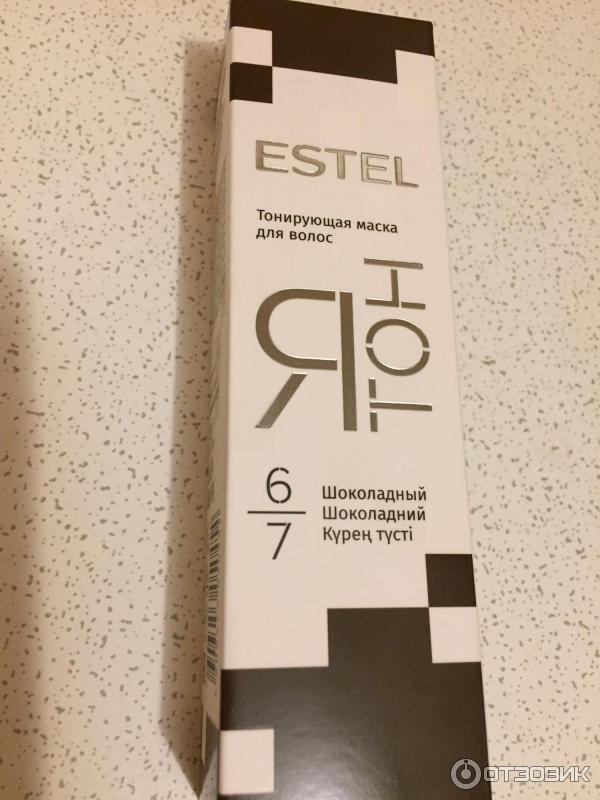 ESTEL
Тонирующая маска
для волос
Я ТОН
6
7
Шоколадный
Шоколадний
Күрең түсті
ОТЗОВИК